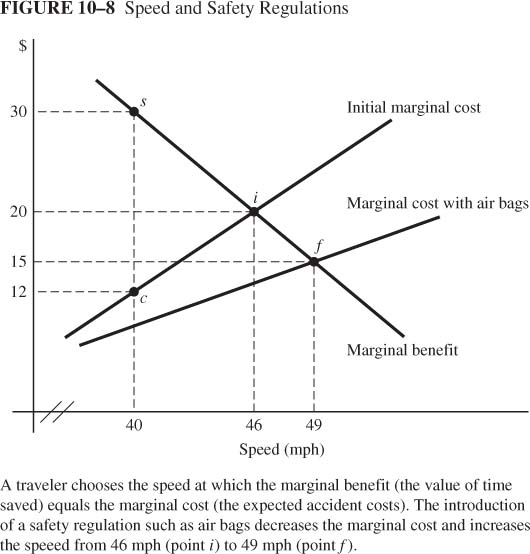 FIGURE 10–8 Speed and Safety Regulations
$
s
30
Initial marginal cost
i
20
Marginal cost with air bags
f
15
12
c
Marginal benefit
40
46
49
Speed (mph)
A traveler chooses the speed at which the marginal benefit (the value of time
saved) equals the marginal cost (the expected accident costs). The introduction
of a safety regulation such as air bags decreases the marginal cost and increases
the speeed from 46 mph (point i) to 49 mph (point f).